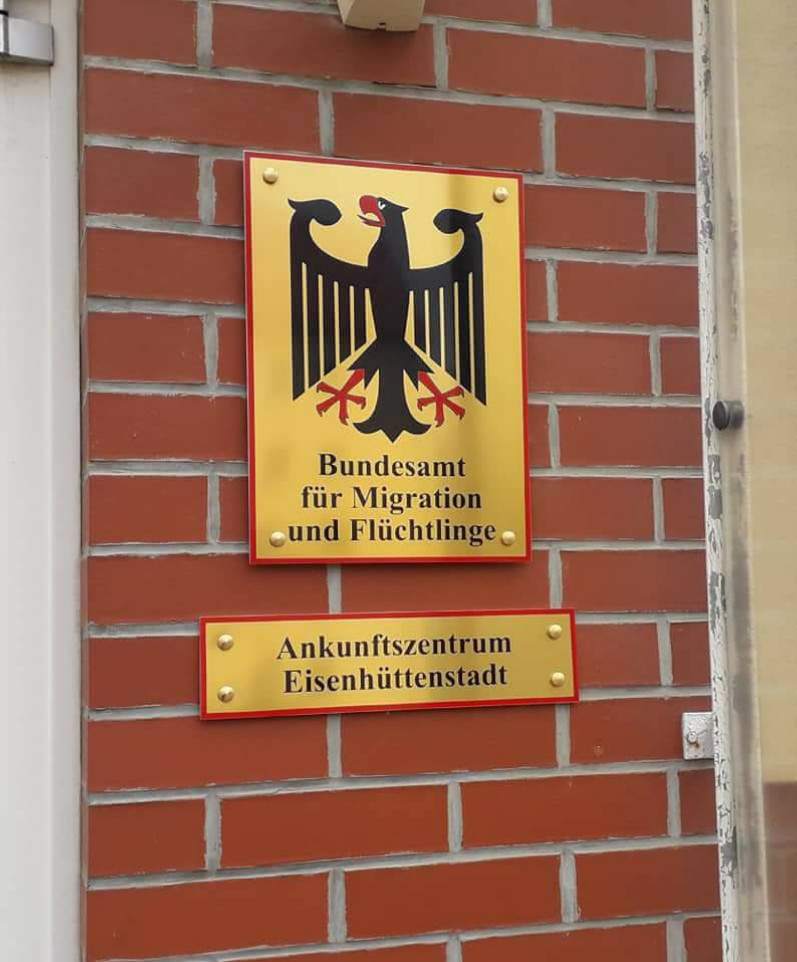 Bundesamt
für Migration
und Flüchtlinge
Ankunftszentrum
Eisenhüttenstadt